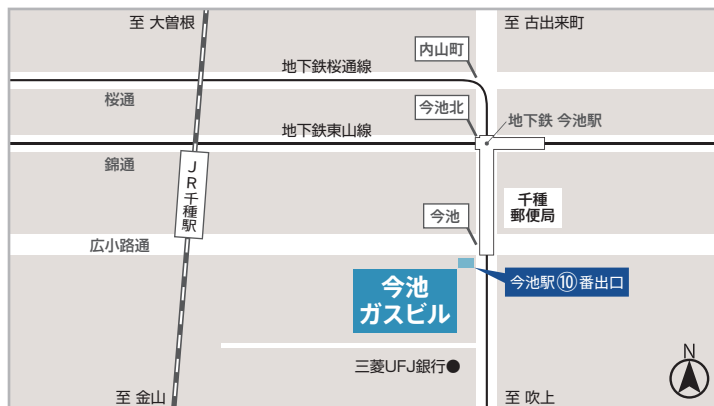 至 大曽根
至 古出来町
内山町
地下鉄桜通線
桜通
今池北
地下鉄 今池駅
地下鉄東山線
錦通
JR千種駅
千種
郵便局
今池
広小路通
今池
ガスビル
今池駅⑩番出口
三菱UFJ銀行●
N
至 金山
至 吹上